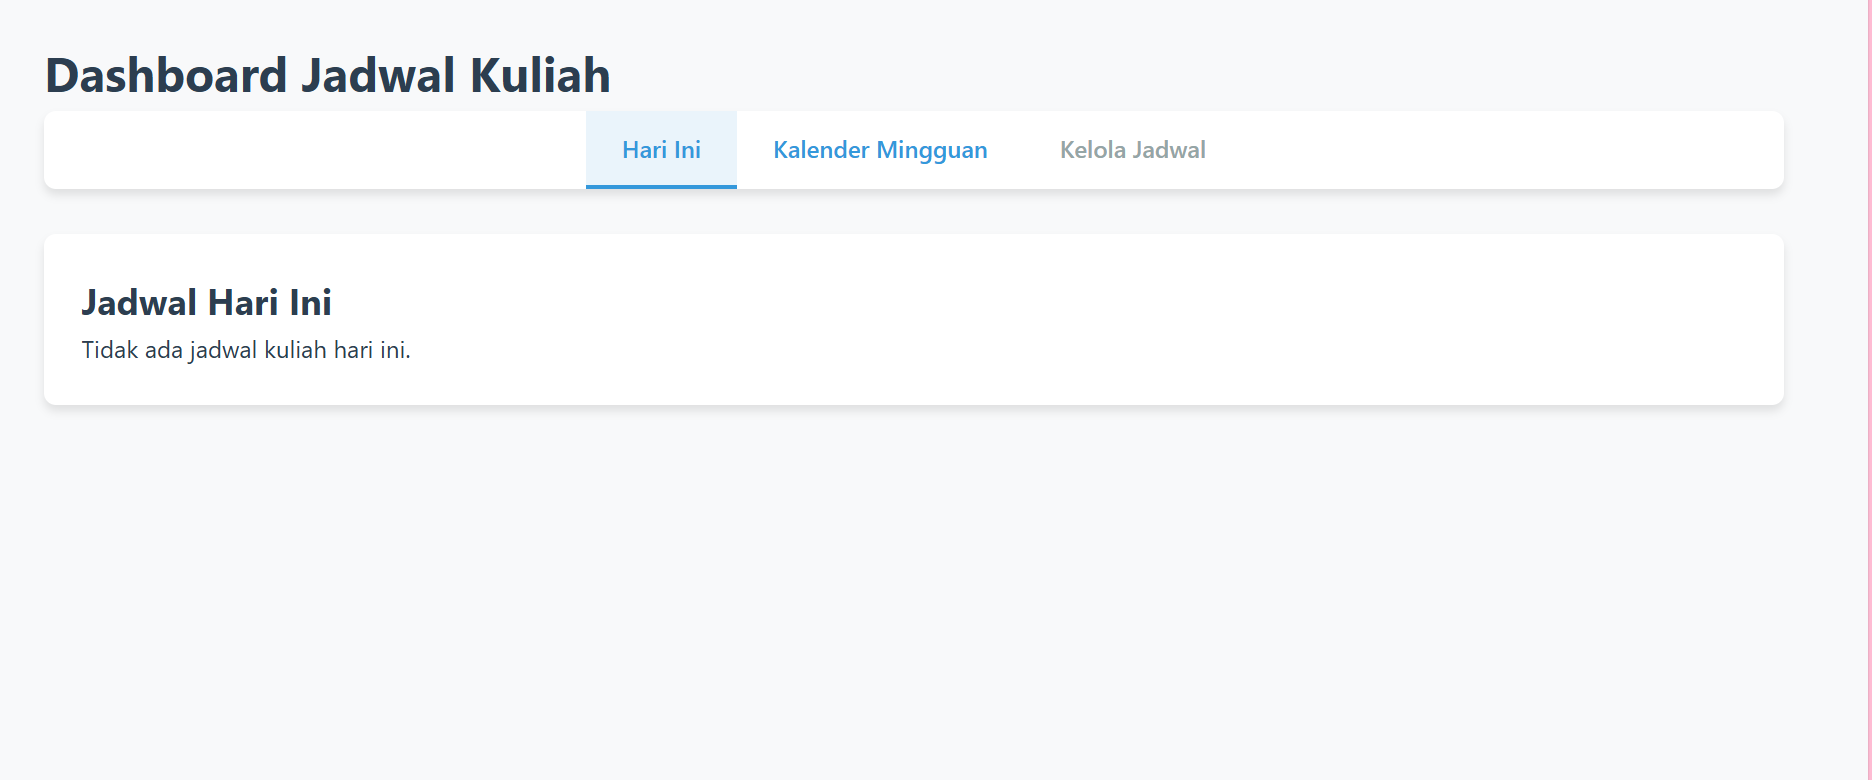 Dashboard Jadwal Kuliah
Hari Ini Kalender Mingguan Kelola Jadwal
Jadwal Hari Ini
Tidak ada jadwal kuliah hari ini.